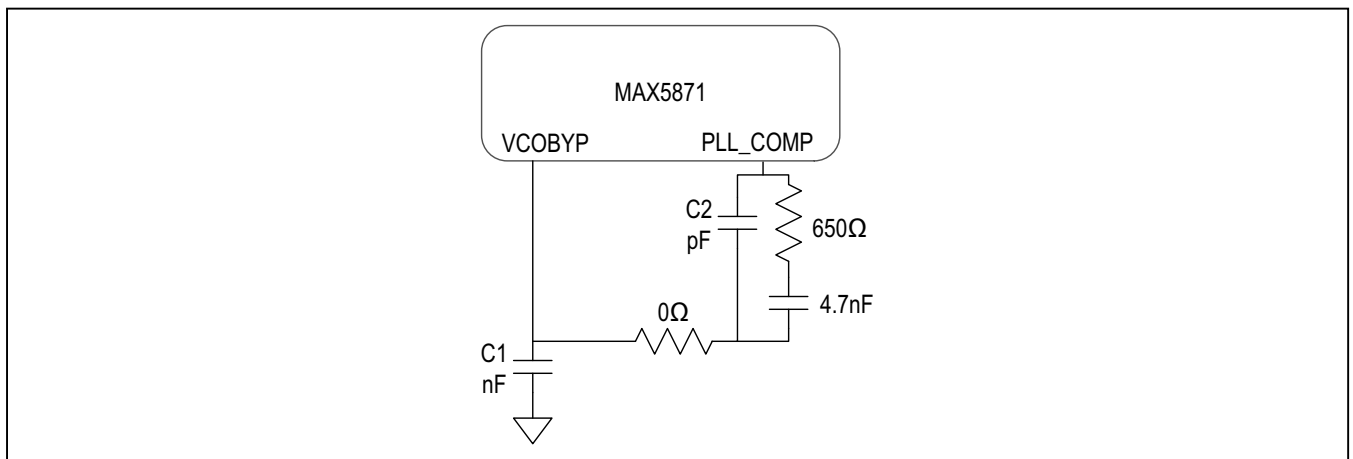 MAX5871
VCOBYP
PLL_COMP
C2
pF
650Ω
4.7nF
0Ω
C1
nF